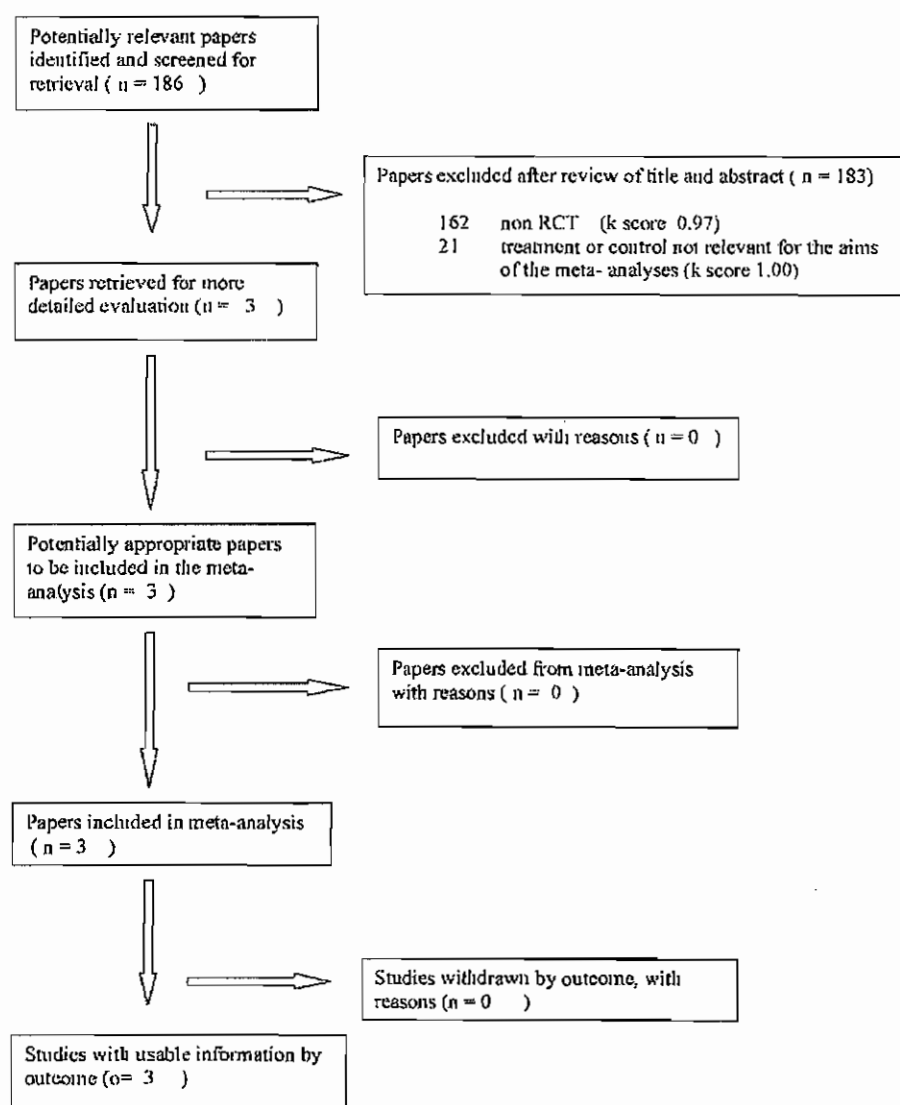 Potentially relevant papers
identified and screened for
retrieval ( n = 186 )
Papers excluded after review of title and abstract ( n = 183)
162 non RCT (k score 0.97)
21 treatment or control not relevant for the aims
of the meta- analyses (k score 1.00)
Papers retrieved for more
detailed evaluation (n = 3 )
Papers excluded with reasons ( n = 0 )
Potentially appropriate papers
to be included in the meta-
analysis (n = 3 )
Papers excluded from meta-analysis
with reasons ( n = 0 )
Papers included in meta-analysis
( n = 3 )
Studies withdrawn by outcome, with
reasons (n = 0 )
Studies with usable information by
outcome (o= 3 )